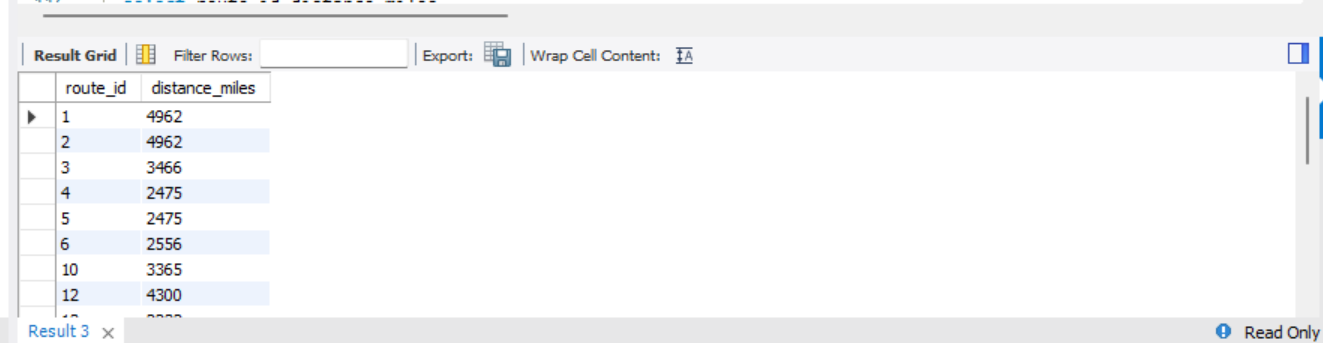 Result Grid Filter Rows: Export: Wrap Cell Content: IA
route_id distance_miles
1 4962
2 4962
3 3466
4 2475
5 2475
6 2556
10 3365
12 4300
Result 3 × Read Only